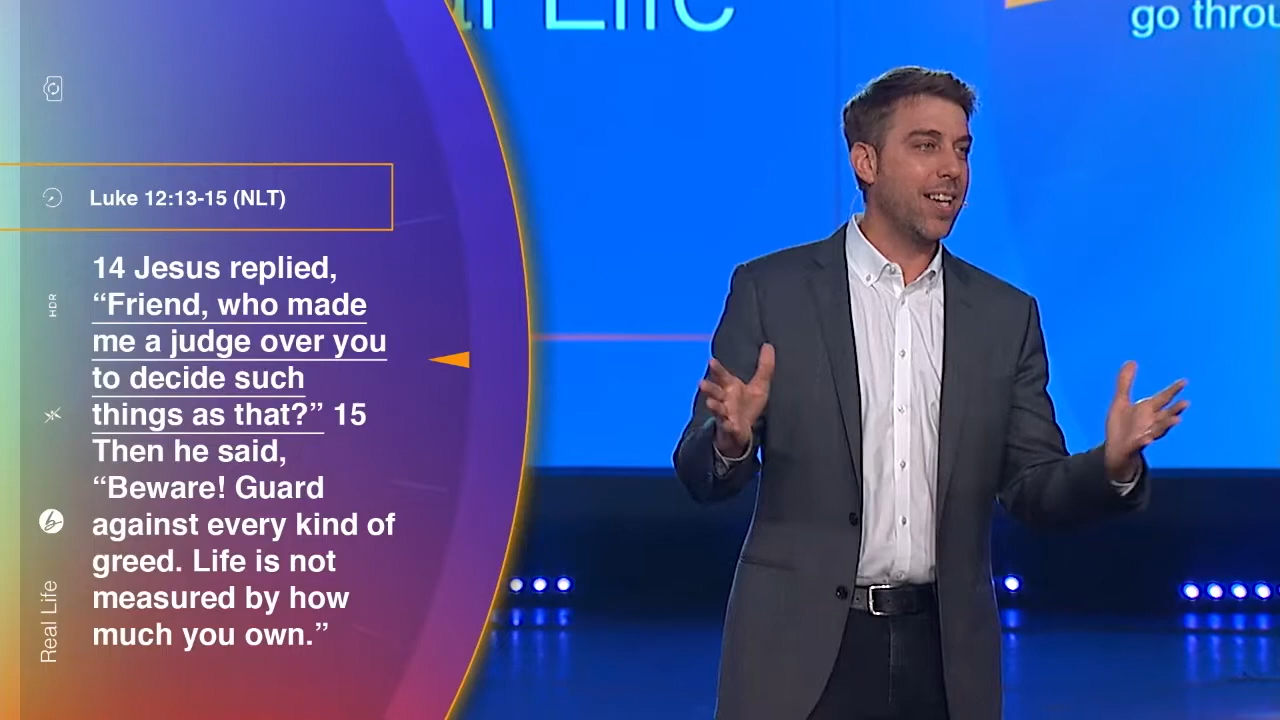 al Life
go throu
Luke 12:13-15 (NLT)
14 Jesus replied,
“Friend, who made
me a judge over you
to decide such
things as that?” 15
Then he said,
“Beware! Guard
against every kind of
greed. Life is not
measured by how
much you own.”
HDR
Real Life